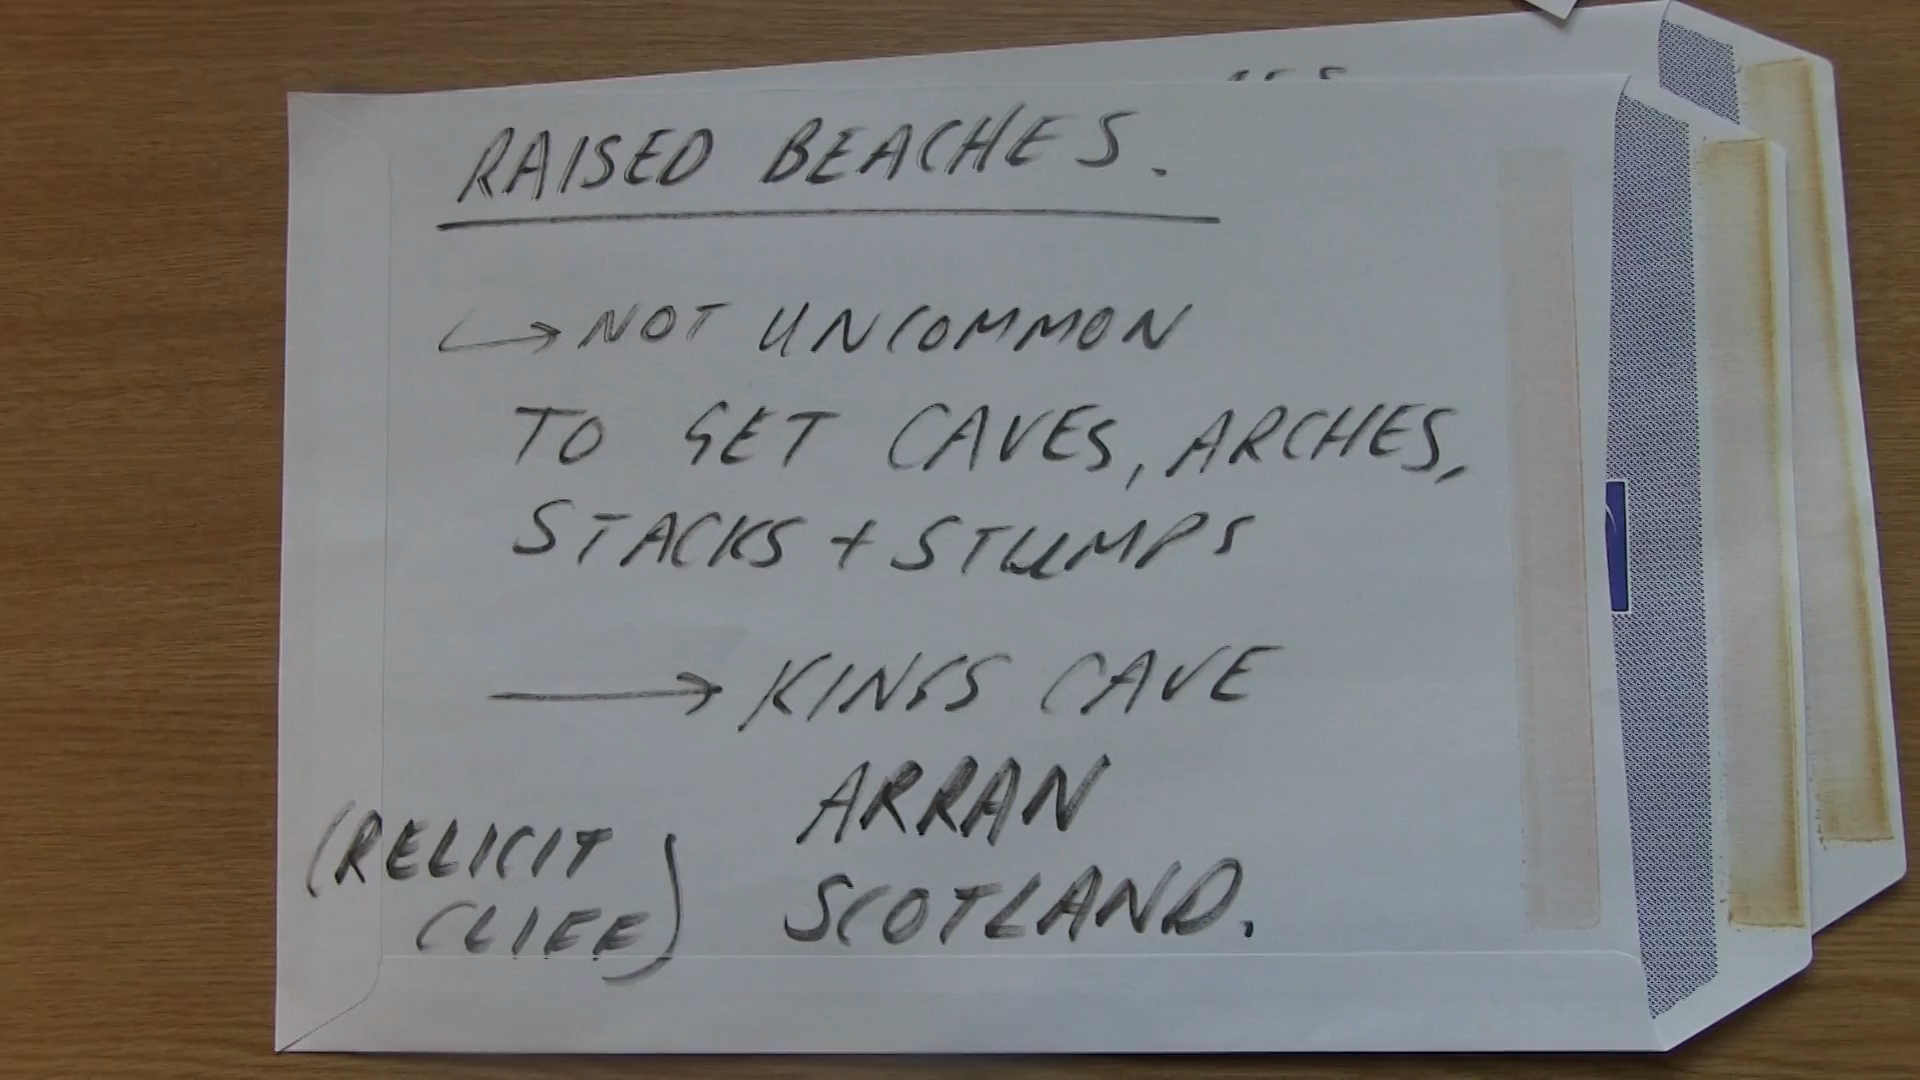 RAISED BEACHES.
↳ NOT UNCOMMON
TO GET CAVES, ARCHES,
STACKS + STUMPS
→ KINGS CAVE
ARRAN
(RELICIT
CLIFF)
SCOTLAND.